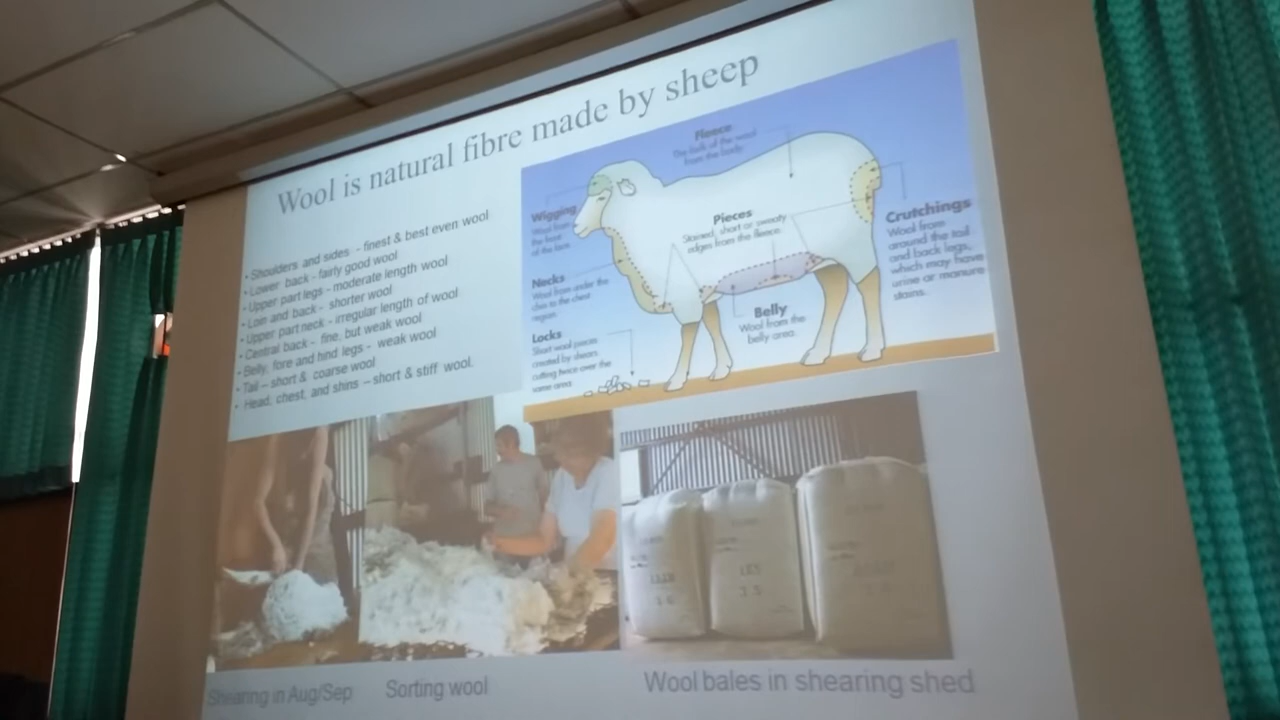 Wool is natural fibre made by sheep
• Shoulders and sides - finest & best even wool
• Lower back - fairly good wool
• Upper part legs - moderate length wool
• Loin and back - shorter wool
• Upper part neck - irregular length of wool
• Central back - fine, but weak wool
• Belly, fore and hind legs - weak wool
• Tail – short & coarse wool
• Head, chest, and shins – short & stiff wool.
Fleece
The bulk of the wool
from the body.
Wigging
Wool from
the front
of the face.
Necks
Wool from under the
chin to the chest
region.
Locks
Short wool pieces
created by shears
cutting twice over the
same area
Pieces
Stained, short or sweaty
edges from the fleece.
Belly
Wool from the
belly area.
Crutchings
Wool from
around the tail
and back legs,
which may have
urine or manure
stains.
Shearing in Aug/Sep
Sorting wool
Wool bales in shearing shed